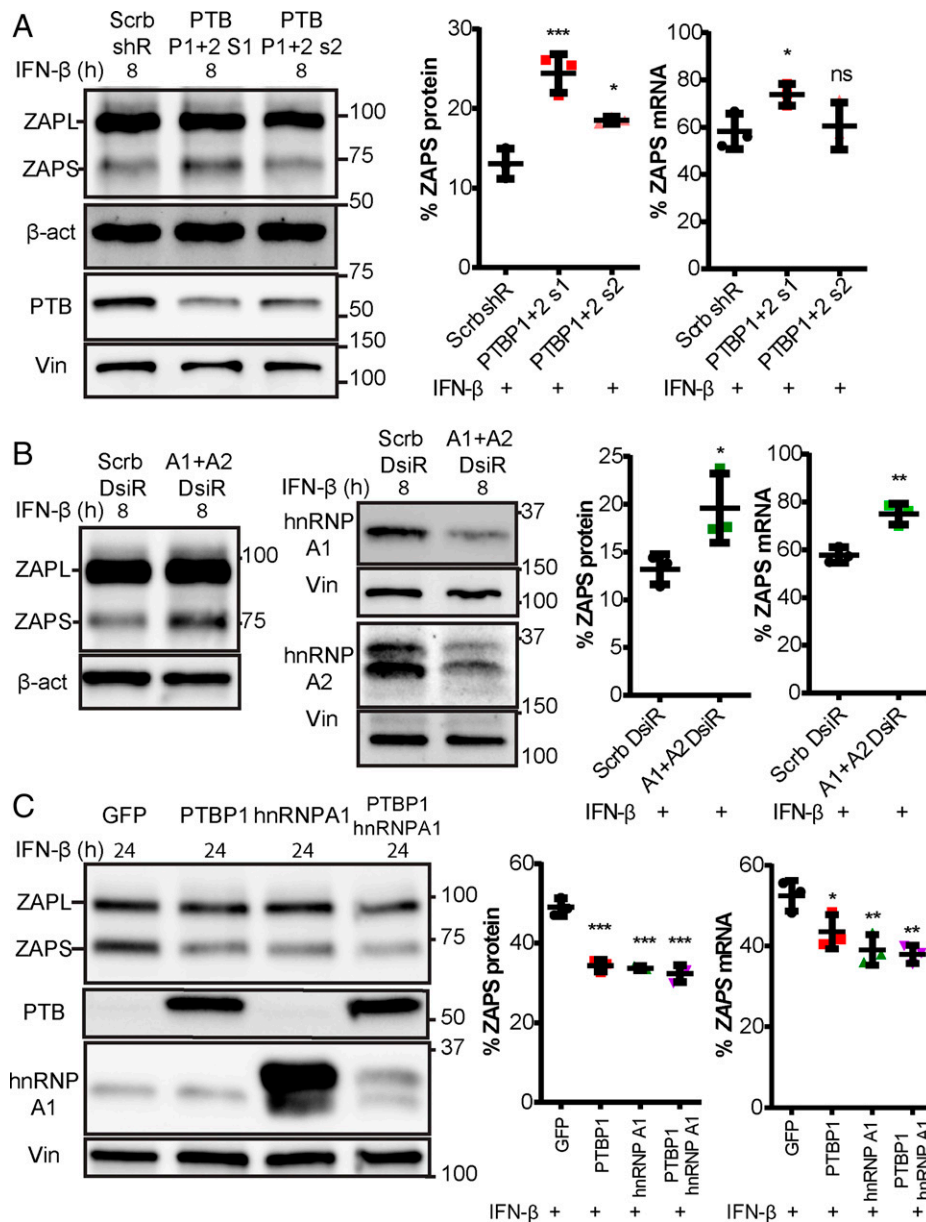 A
Scrb shR
PTB P1+2 S1
PTB P1+2 s2
IFN-β (h) 8 8 8
ZAPL
ZAPS
100
75
50
β-act
PTB
75
50
150
Vin
100
% ZAPS protein
30
20
10
0
***
*
Scrb shR
PTBP1+2 s1
PTBP1+2 s2
IFN-β + + +
% ZAPS mRNA
100
80
60
40
20
0
*
ns
Scrb shR
PTBP1+2 s1
PTBP1+2 s2
IFN-β + + +
B
Scrb DsiR
A1+A2 DsiR
IFN-β (h) 8 8
ZAPL
ZAPS
100
75
β-act
Scrb DsiR
A1+A2 DsiR
IFN-β (h) 8 8
hnRNP A1
37
150
Vin
100
hnRNP A2
37
150
Vin
100
% ZAPS protein
25
20
15
10
5
0
*
Scrb DsiR
A1+A2 DsiR
IFN-β + +
% ZAPS mRNA
100
80
60
40
20
0
**
Scrb DsiR
A1+A2 DsiR
IFN-β + +
C
GFP PTBP1 hnRNPA1 PTBP1 hnRNPA1
IFN-β (h) 24 24 24 24
ZAPL
ZAPS
100
75
PTB
50
37
hnRNP A1
Vin
100
% ZAPS protein
60
40
20
0
*** *** ***
GFP
PTBP1
hnRNP A1
PTBP1 hnRNP A1
IFN-β + + + +
% ZAPS mRNA
60
40
20
0
* ** **
GFP
PTBP1
hnRNP A1
PTBP1 hnRNP A1
IFN-β + + + +